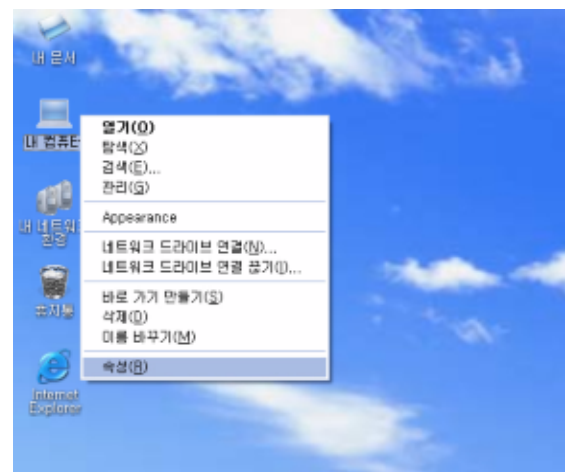 내 문서
내 컴퓨터
열기(O)
탐색(X)
검색(E)...
관리(G)
Appearance
네트워크 드라이브 연결(N)...
네트워크 드라이브 연결 끊기(I)...
바로 가기 만들기(S)
삭제(D)
이름 바꾸기(M)
속성(R)
내 네트워크
환경
휴지통
Internet
Explorer